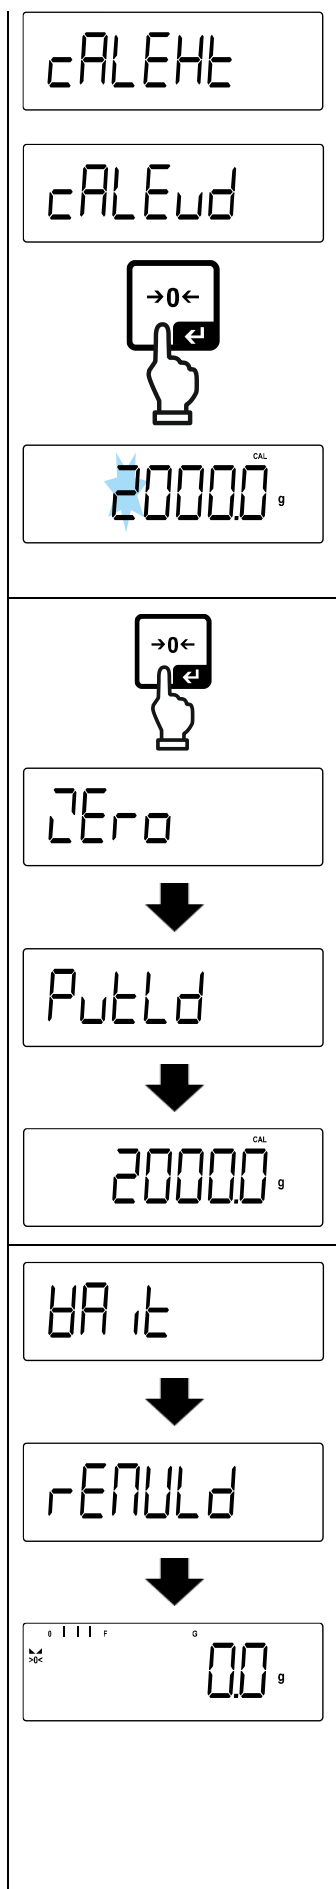 cALEHt
cALEud
→0←
CAL
2000.0 g
→0←
ZEro
PutLd
CAL
2000.0 g
WAit
rEMULd
0 F G
>0<
0.0 g